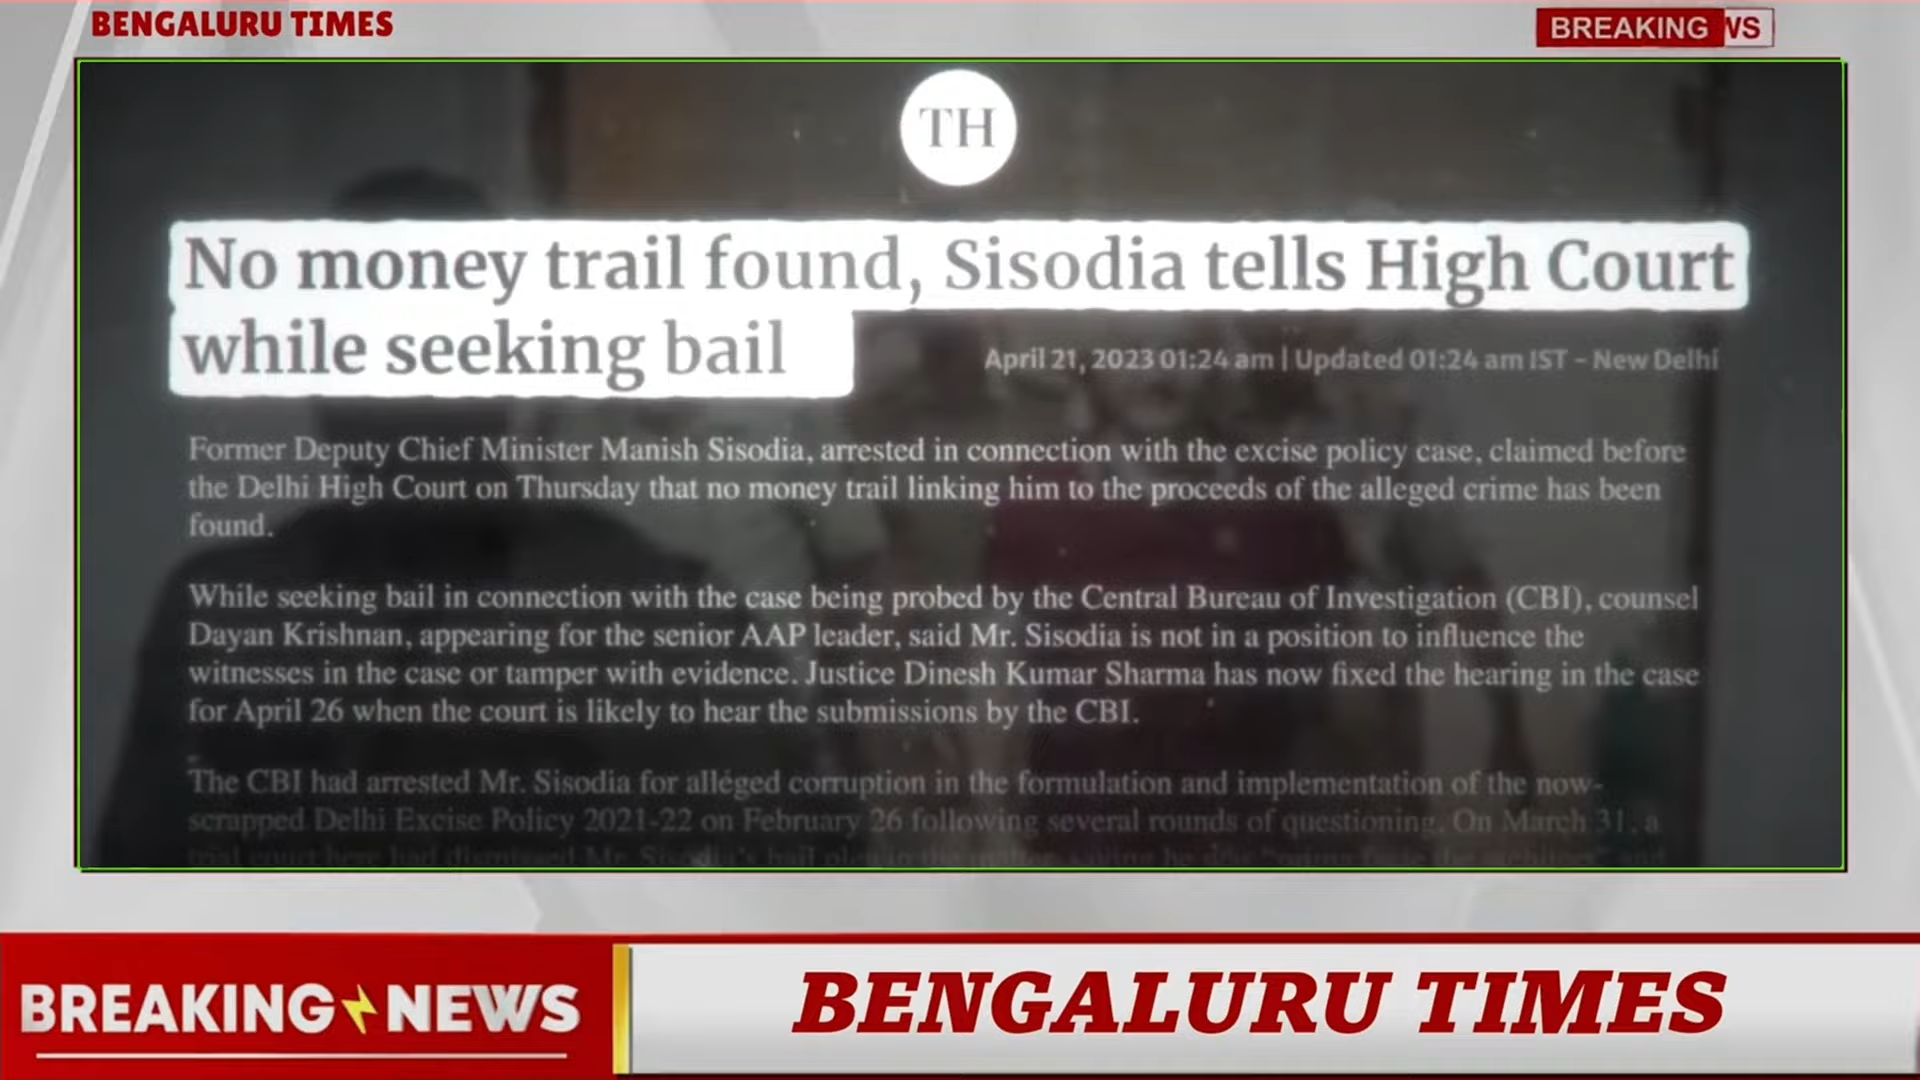 BENGALURU TIMES
BREAKING WS
TH
No money trail found, Sisodia tells High Court
while seeking bail
April 21, 2023 01:24 am | Updated 01:24 am IST - New Delhi
Former Deputy Chief Minister Manish Sisodia, arrested in connection with the excise policy case, claimed before
the Delhi High Court on Thursday that no money trail linking him to the proceeds of the alleged crime has been
found.
While seeking bail in connection with the case being probed by the Central Bureau of Investigation (CBI), counsel
Dayan Krishnan, appearing for the senior AAP leader, said Mr. Sisodia is not in a position to influence the
witnesses in the case or tamper with evidence. Justice Dinesh Kumar Sharma has now fixed the hearing in the case
for April 26 when the court is likely to hear the submissions by the CBI.
The CBI had arrested Mr. Sisodia for alleged corruption in the formulation and implementation of the now-
scrapped Delhi Excise Policy 2021-22 on February 26 following several rounds of questioning. On March 31, a
BREAKING NEWS
BENGALURU TIMES